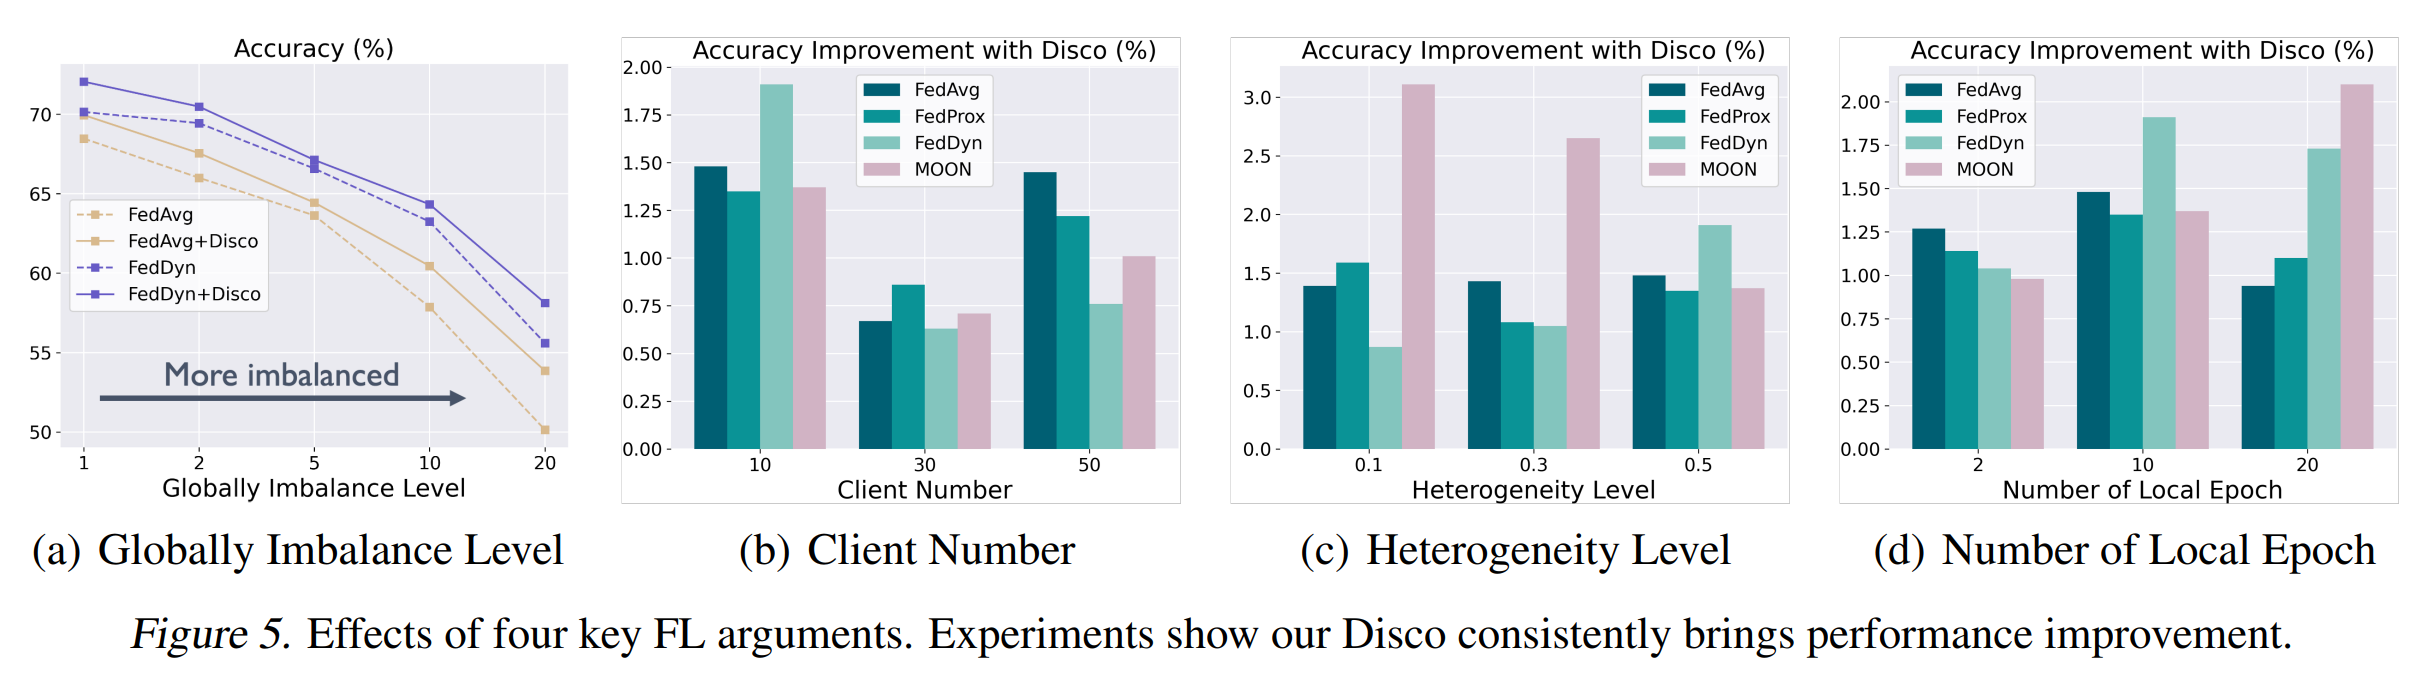 Accuracy (%)
70
65
60
55
50
FedAvg
FedAvg+Disco
FedDyn
FedDyn+Disco
More imbalanced
1 2 5 10 20
Globally Imbalance Level
(a) Globally Imbalance Level
Accuracy Improvement with Disco (%)
2.00
1.75
1.50
1.25
1.00
0.75
0.50
0.25
0.00
FedAvg
FedProx
FedDyn
MOON
10 30 50
Client Number
(b) Client Number
Accuracy Improvement with Disco (%)
3.0
2.5
2.0
1.5
1.0
0.5
0.0
FedAvg
FedProx
FedDyn
MOON
0.1 0.3 0.5
Heterogeneity Level
(c) Heterogeneity Level
Accuracy Improvement with Disco (%)
2.00
1.75
1.50
1.25
1.00
0.75
0.50
0.25
0.00
FedAvg
FedProx
FedDyn
MOON
2 10 20
Number of Local Epoch
(d) Number of Local Epoch
Figure 5. Effects of four key FL arguments. Experiments show our Disco consistently brings performance improvement.